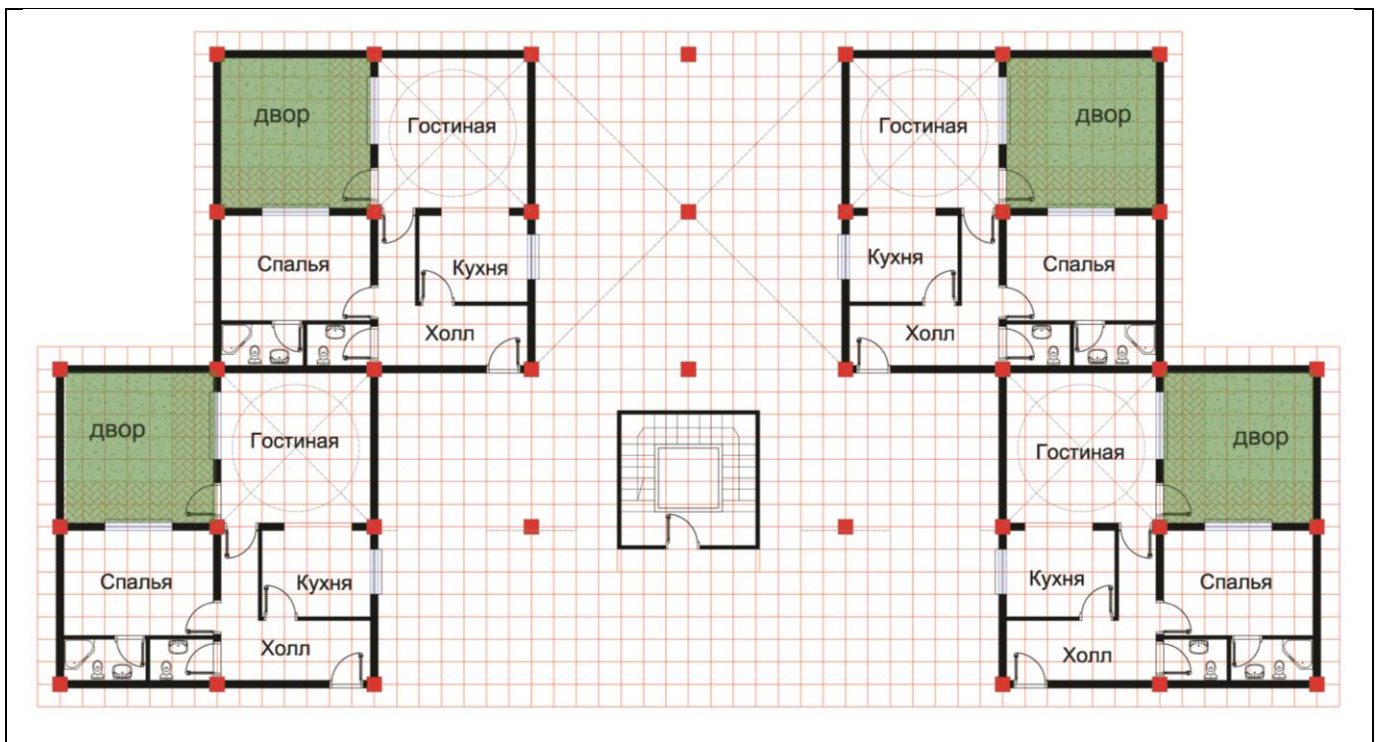 двор
Гостиная
Гостиная
двор
Спалья
Кухня
Кухня
Спалья
Холл
Холл
двор
Гостиная
Гостиная
двор
Спалья
Кухня
Кухня
Спалья
Холл
Холл